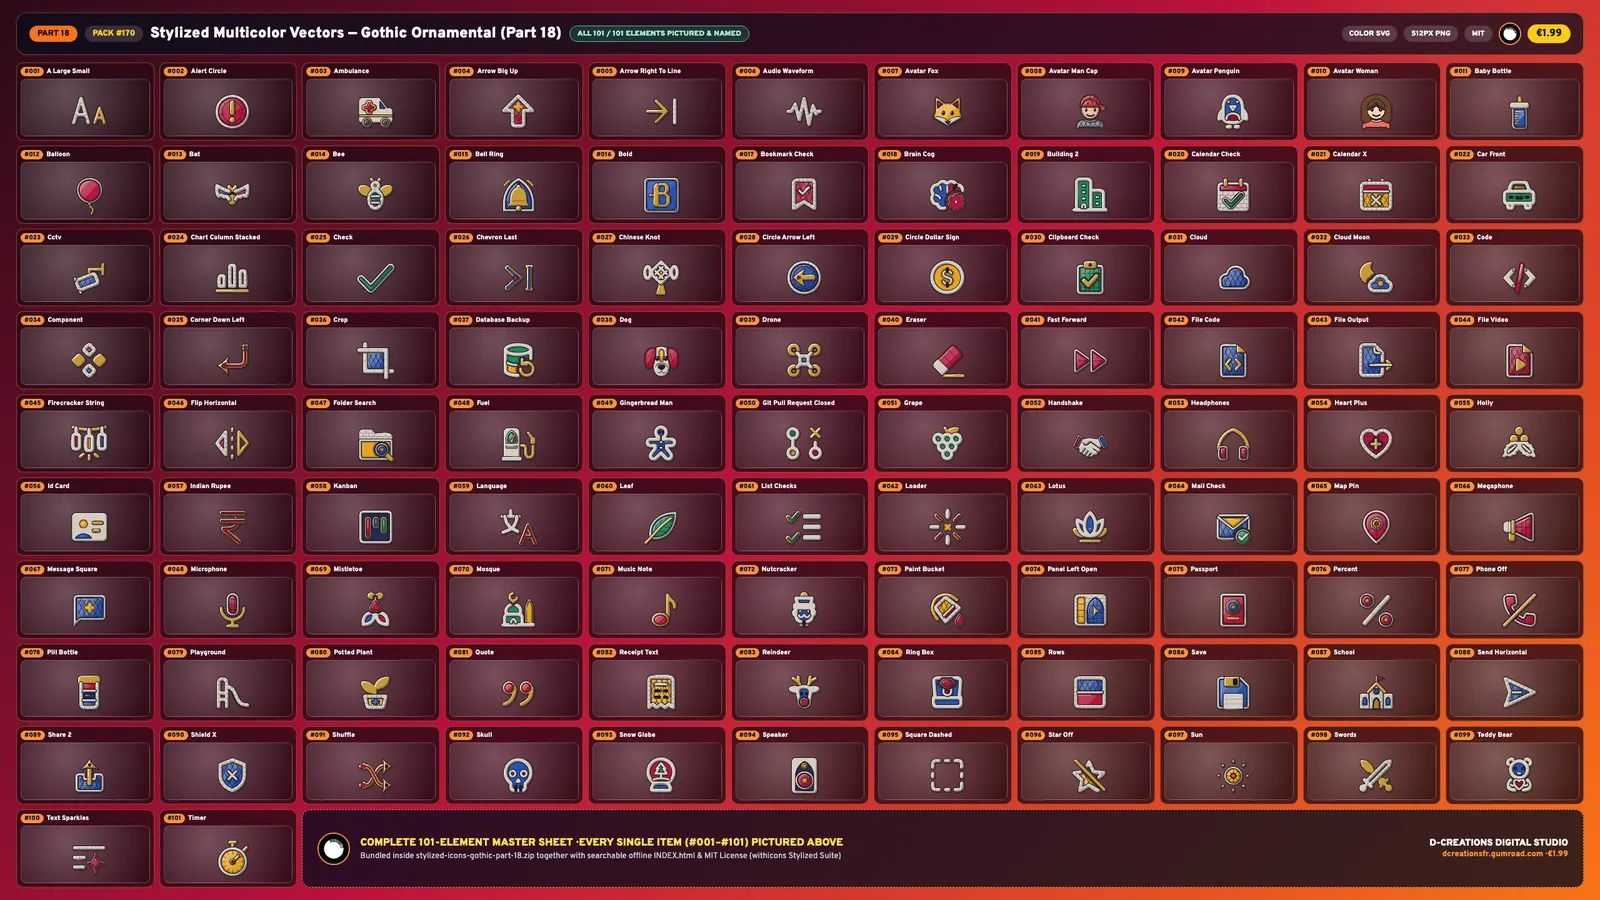 PART 18 PACK #170 Stylized Multicolor Vectors – Gothic Ornamental (Part 18) ALL 101 / 101 ELEMENTS PICTURED & NAMED COLOR SVG 512PX PNG MIT €1.99
#001 A Large Small #002 Alert Circle #003 Ambulance #004 Arrow Big Up #005 Arrow Right To Line #006 Audio Waveform #007 Avatar Fox #008 Avatar Man Cap #009 Avatar Penguin #010 Avatar Woman #011 Baby Bottle
#012 Balloon #013 Bat #014 Bee #015 Bell Ring #016 Bold #017 Bookmark Check #018 Brain Cog #019 Building 2 #020 Calendar Check #021 Calendar X #022 Car Front
#023 Cctv #024 Chart Column Stacked #025 Check #026 Chevron Last #027 Chinese Knot #028 Circle Arrow Left #029 Circle Dollar Sign #030 Clipboard Check #031 Cloud #032 Cloud Moon #033 Code
#034 Component #035 Corner Down Left #036 Crop #037 Database Backup #038 Dog #039 Drone #040 Eraser #041 Fast Forward #042 File Code #043 File Output #044 File Video
#045 Firecracker String #046 Flip Horizontal #047 Folder Search #048 Fuel #049 Gingerbread Man #050 Git Pull Request Closed #051 Grape #052 Handshake #053 Headphones #054 Heart Plus #055 Holly
#056 Id Card #057 Indian Rupee #058 Kanban #059 Language #060 Leaf #061 List Checks #062 Loader #063 Lotus #064 Mail Check #065 Map Pin #066 Megaphone
#067 Message Square #068 Microphone #069 Mistletoe #070 Mosque #071 Music Note #072 Nutcracker #073 Paint Bucket #074 Panel Left Open #075 Passport #076 Percent #077 Phone Off
#078 Pill Bottle #079 Playground #080 Potted Plant #081 Quote #082 Receipt Text #083 Reindeer #084 Ring Box #085 Rows #086 Save #087 School #088 Send Horizontal
#089 Share 2 #090 Shield X #091 Shuffle #092 Skull #093 Snow Globe #094 Speaker #095 Square Dashed #096 Star Off #097 Sun #098 Swords #099 Teddy Bear
#100 Text Sparkles #101 Timer
COMPLETE 101-ELEMENT MASTER SHEET · EVERY SINGLE ITEM (#001–#101) PICTURED ABOVE
Bundled inside stylized-icons-gothic-part-18.zip together with searchable offline INDEX.html & MIT License (withicons Stylized Suite)
D-CREATIONS DIGITAL STUDIO
dcreationsfr.gumroad.com · €1.99